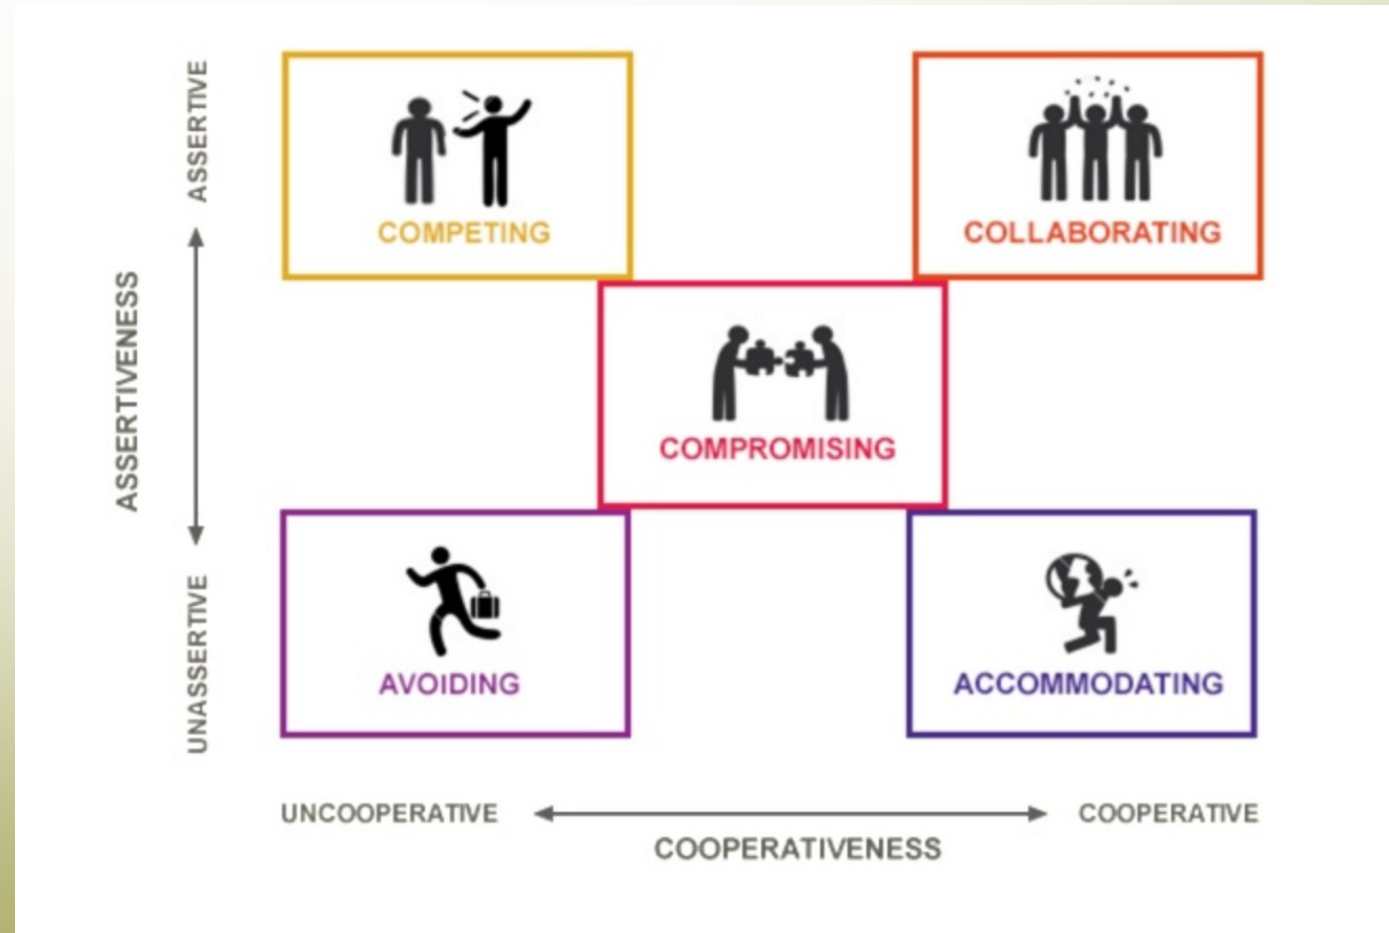 ASSERTIVE
ASSERTIVENESS
UNASSERTIVE
COMPETING
COLLABORATING
COMPROMISING
AVOIDING
ACCOMMODATING
UNCOOPERATIVE
COOPERATIVE
COOPERATIVENESS